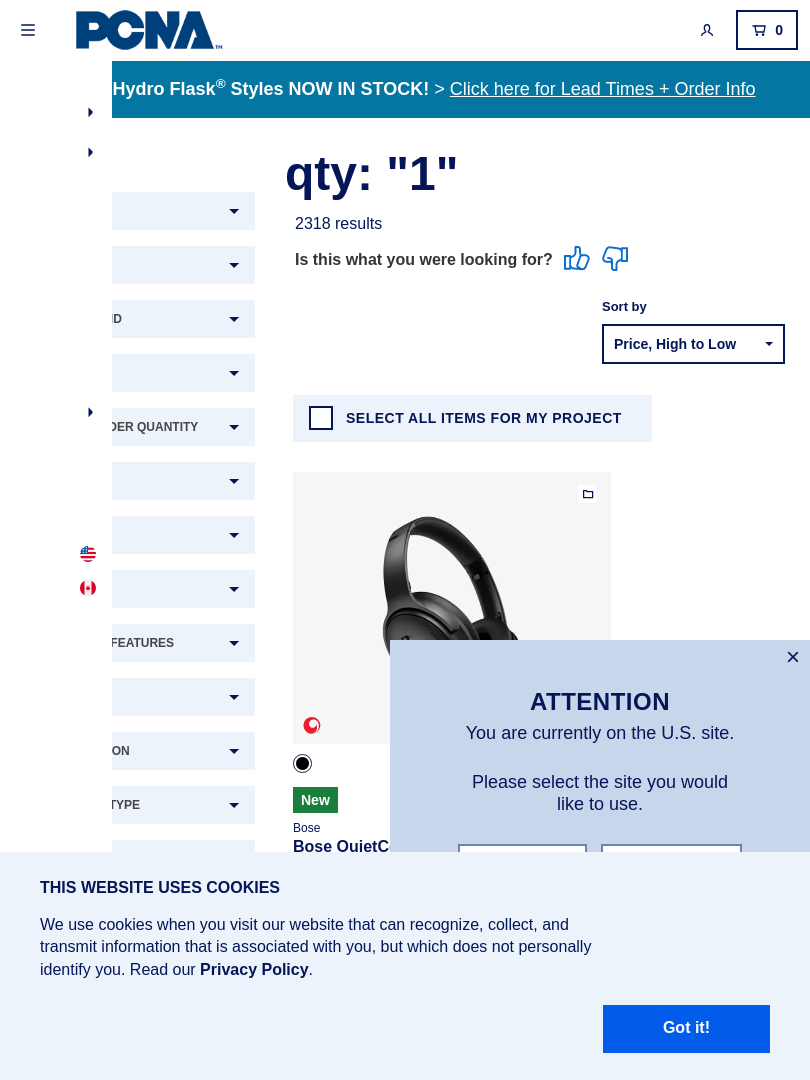 PCNA™
0
Hydro Flask® Styles NOW IN STOCK! > Click here for Lead Times + Order Info
qty: "1"
2318 results
Is this what you were looking for?
Sort by
Price, High to Low
QUANTITY
SELECT ALL ITEMS FOR MY PROJECT
FEATURES
TYPE
New
Bose
Bose
ATTENTION
You are currently on the U.S. site.
Please select the site you would
like to use.
THIS WEBSITE USES COOKIES
We use cookies when you visit our website that can recognize, collect, and
transmit information that is associated with you, but which does not personally
identify you. Read our Privacy Policy.
Got it!